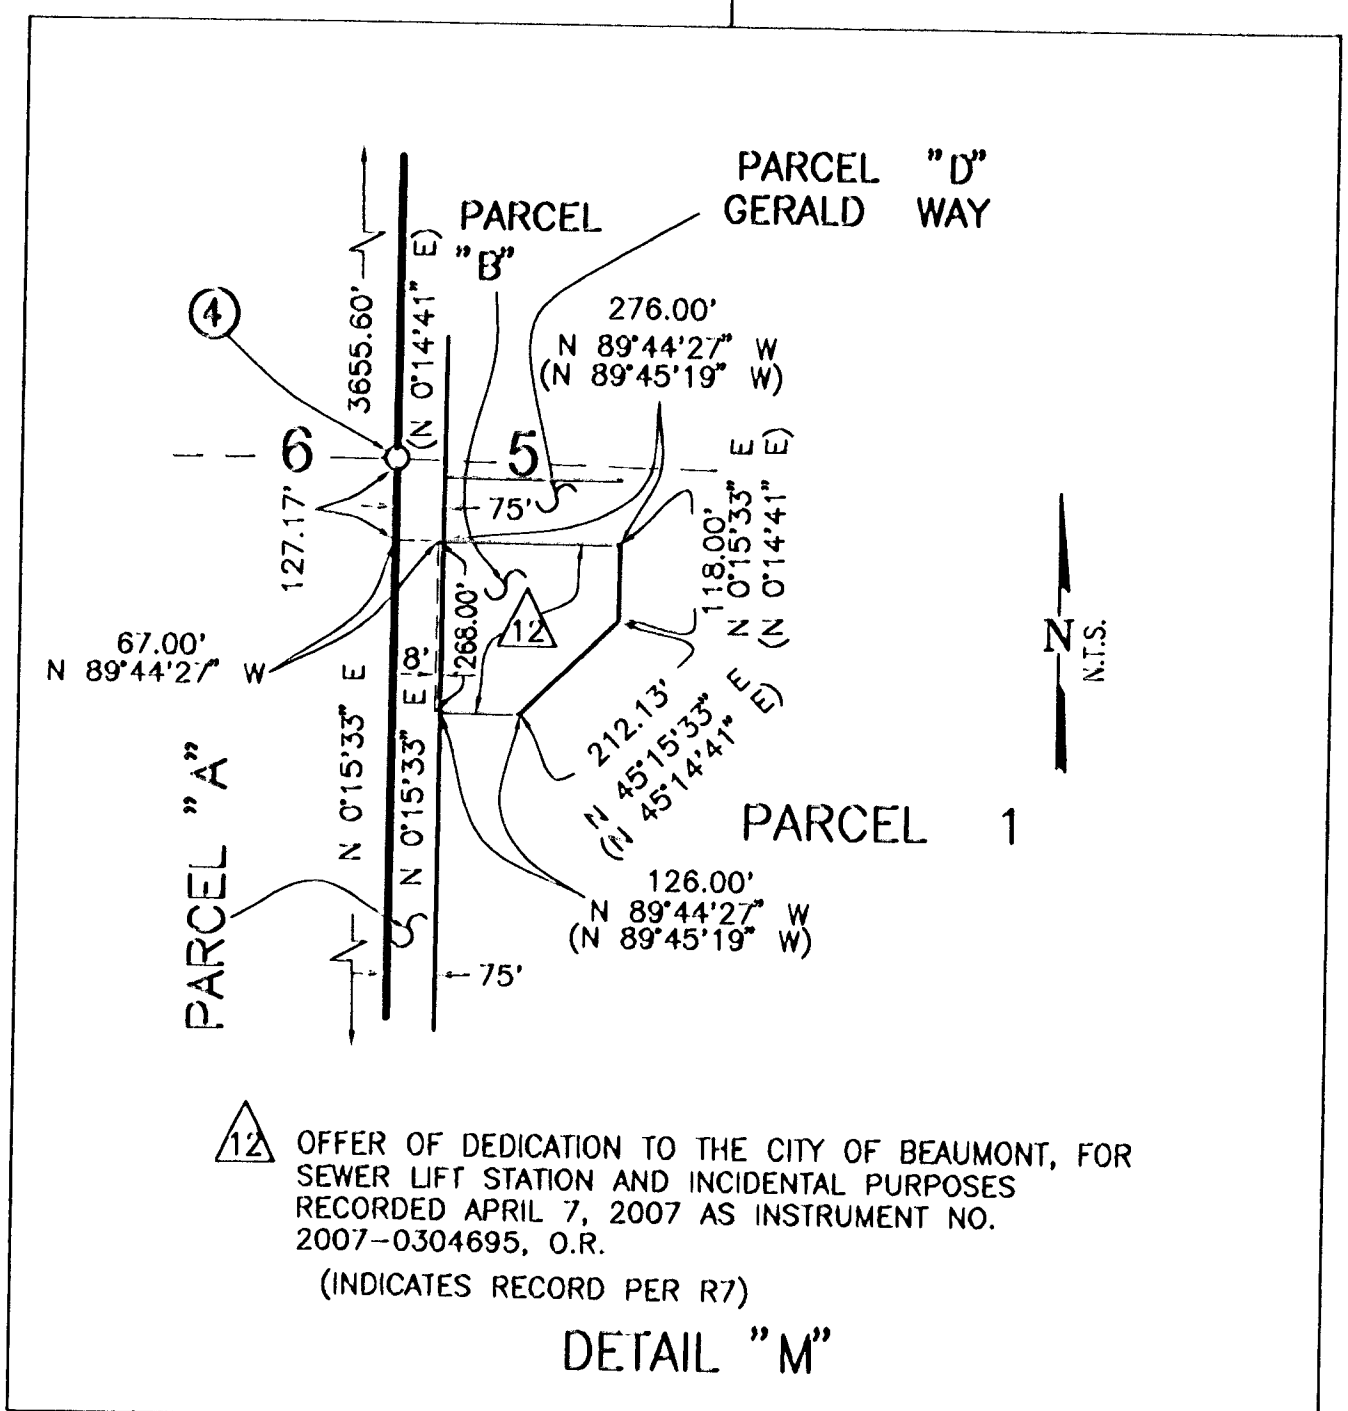 PARCEL "D"
GERALD WAY
PARCEL
"B"
4
3655.60'
(N 0°14'41" E)
276.00'
N 89°44'27" W
(N 89°45'19" W)
6
5
127.17'
75'
118.00'
N 0°15'33" E
(N 0°14'41" E)
67.00'
N 89°44'27" W
8'
268.00'
12
N 0°15'33" E
N 0°15'33" E
212.13'
N 45°15'33" E
(N 45°14'41" E)
N
N.T.S.
PARCEL "A"
PARCEL 1
126.00'
N 89°44'27" W
(N 89°45'19" W)
75'
12 OFFER OF DEDICATION TO THE CITY OF BEAUMONT, FOR
SEWER LIFT STATION AND INCIDENTAL PURPOSES
RECORDED APRIL 7, 2007 AS INSTRUMENT NO.
2007-0304695, O.R.
(INDICATES RECORD PER R7)
DETAIL "M"